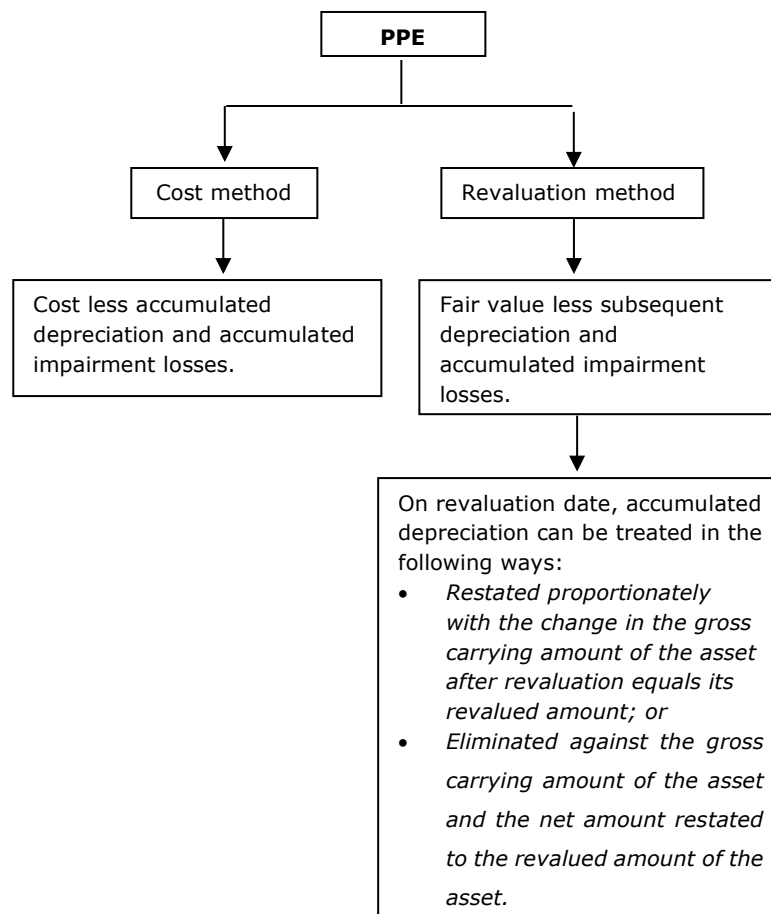 PPE
Cost method
Revaluation method
Cost less accumulated
depreciation and accumulated
impairment losses.
Fair value less subsequent
depreciation and
accumulated impairment
losses.
On revaluation date, accumulated
depreciation can be treated in the
following ways:
• Restated proportionately
with the change in the gross
carrying amount of the asset
after revaluation equals its
revalued amount; or
• Eliminated against the gross
carrying amount of the asset
and the net amount restated
to the revalued amount of the
asset.